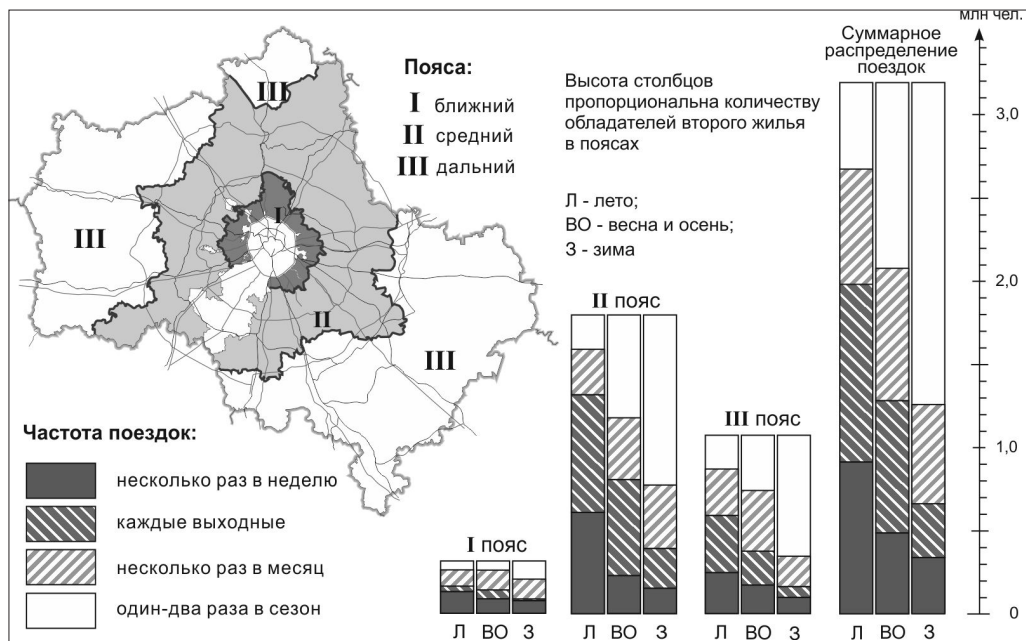 млн чел.
Суммарное
распределение
поездок
Пояса:
I ближний
II средний
III дальний
Высота столбцов
пропорциональна количеству
обладателей второго жилья
в поясах
Л - лето;
ВО - весна и осень;
З - зима
III
III
I
II
III
3,0
2,0
1,0
0
II пояс
III пояс
I пояс
Частота поездок:
несколько раз в неделю
каждые выходные
несколько раз в месяц
один-два раза в сезон
Л ВО З
Л ВО З
Л ВО З
Л ВО З